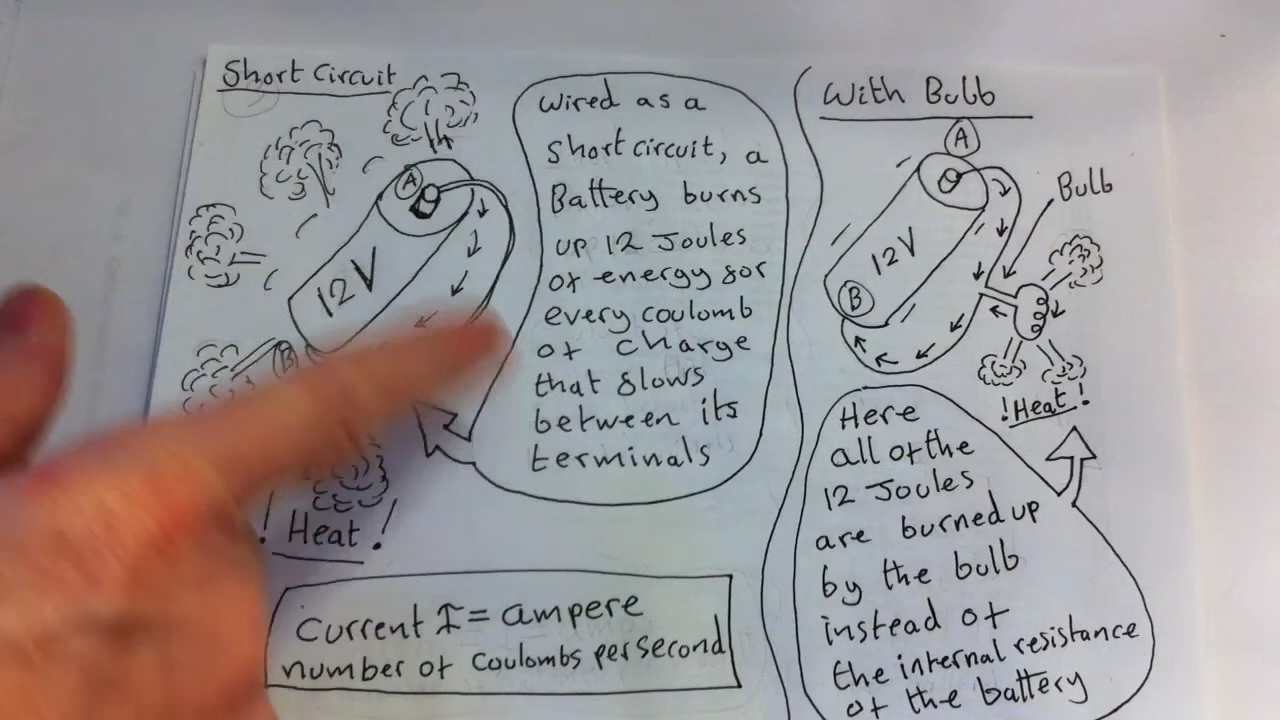 Short Circuit
A
12V
B
! Heat !
Wired as a
Short circuit, a
Battery burns
up 12 Joules
of energy for
every coulomb
of charge
that flows
between its
terminals
Current I = ampere
number of coulombs per second
With Bulb
A
Bulb
12V
B
! Heat !
Here
all of the
12 Joules
are burned up
by the bulb
instead of
the internal resistance
of the battery